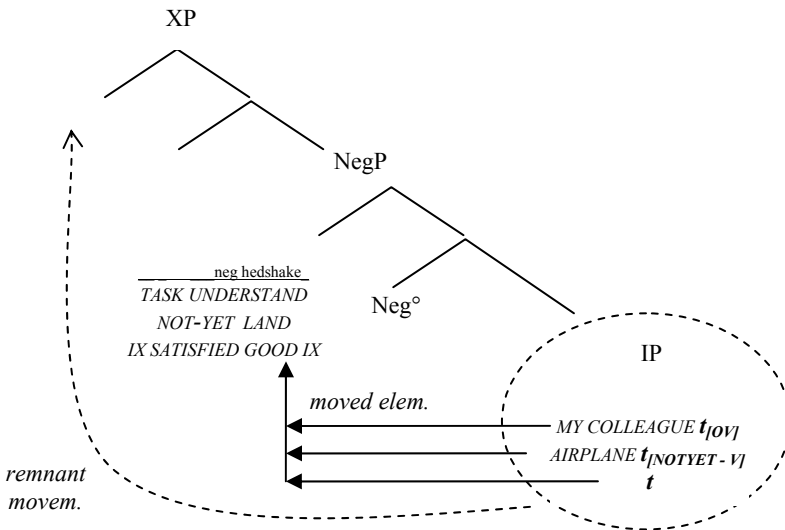 XP
NegP
neg hedshake
TASK UNDERSTAND
NOT-YET LAND
IX SATISFIED GOOD IX
Neg°
IP
moved elem.
MY COLLEAGUE t[OV]
AIRPLANE t[NOTYET - V]
t
remnant
movem.